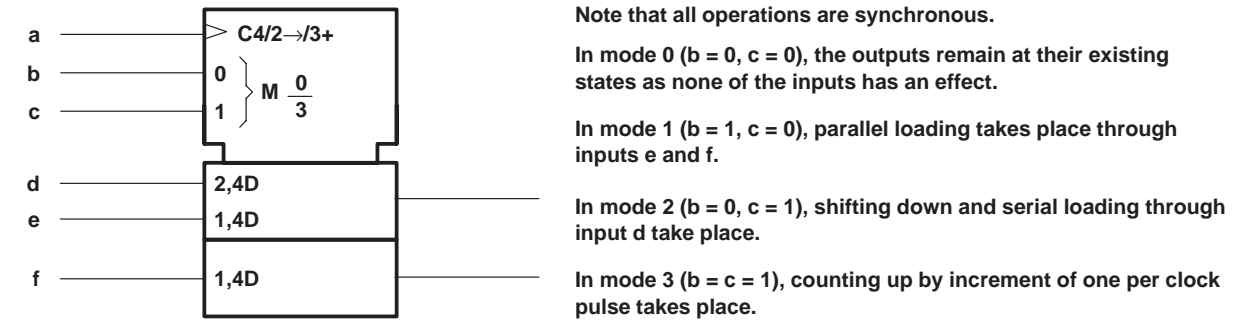 a
C4/2→/3+
b
0
M 0/3
c
1
d
2,4D
e
1,4D
f
1,4D
Note that all operations are synchronous.
In mode 0 (b = 0, c = 0), the outputs remain at their existing
states as none of the inputs has an effect.
In mode 1 (b = 1, c = 0), parallel loading takes place through
inputs e and f.
In mode 2 (b = 0, c = 1), shifting down and serial loading through
input d take place.
In mode 3 (b = c = 1), counting up by increment of one per clock
pulse takes place.